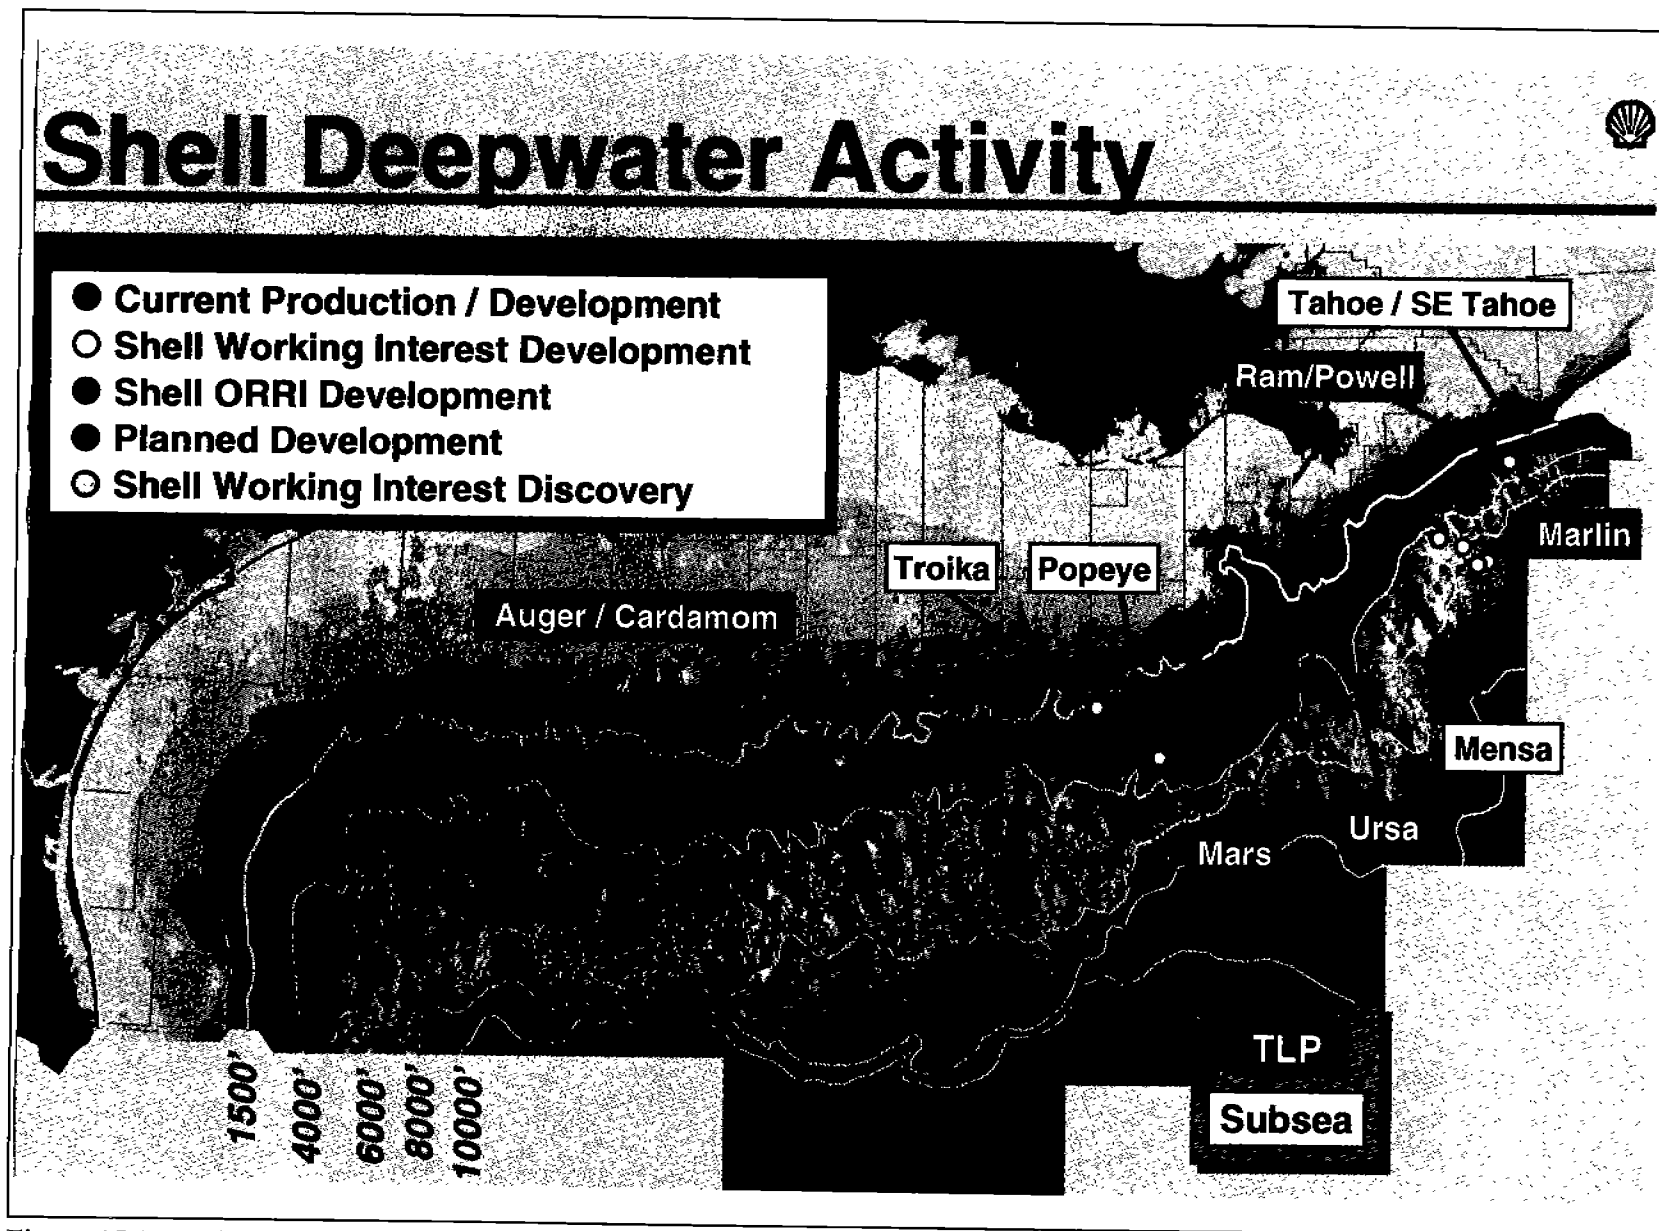 Shell Deepwater Activity
● Current Production / Development
○ Shell Working Interest Development
● Shell ORRI Development
● Planned Development
○ Shell Working Interest Discovery
Tahoe / SE Tahoe
Ram/Powell
Marlin
Troika
Popeye
Auger / Cardamom
Mensa
Ursa
Mars
TLP
Subsea
1500'
4000'
6000'
8000'
10000'